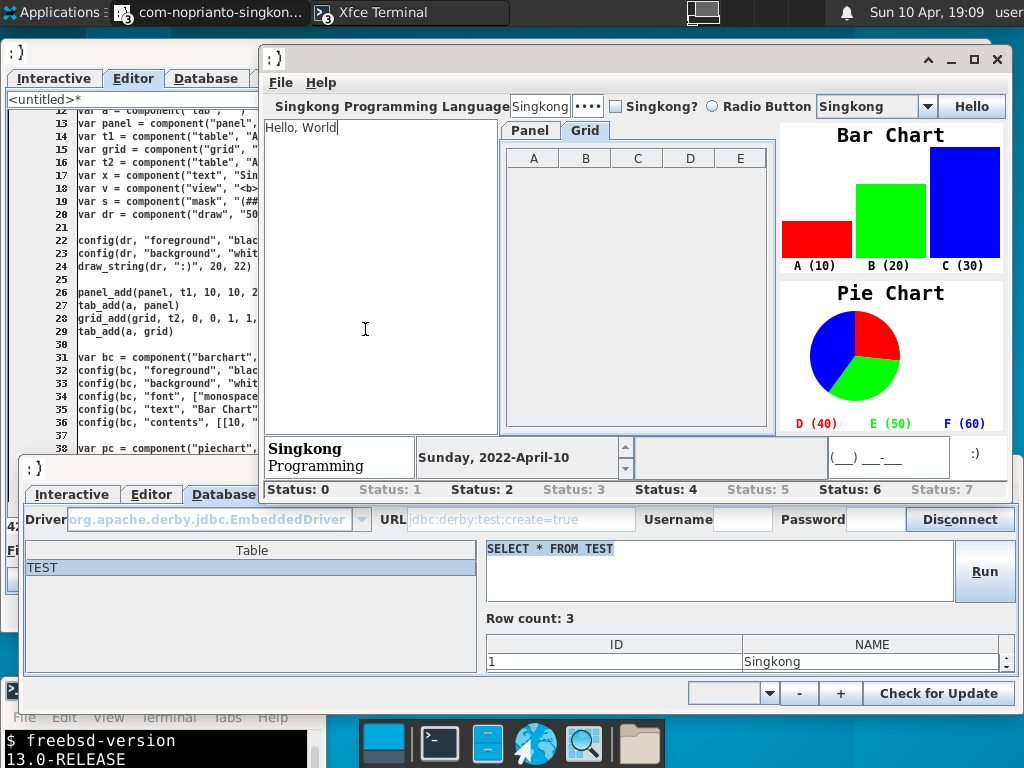 Applications
com-noprianto-singkon...
3
Xfce Terminal
3
Sun 10 Apr, 19:09
user
:)
Interactive
Editor
Database
<untitled>*
13 var panel = component("panel",
14 var t1 = component("table", "A
15 var grid = component("grid", "
16 var t2 = component("table", "A
17 var x = component("text", "Sin
18 var v = component("view", "<b>
19 var s = component("mask", "(##
20 var dr = component("draw", "50
21
22 config(dr, "foreground", "blac
23 config(dr, "background", "whit
24 draw_string(dr, ":)", 20, 22)
25
26 panel_add(panel, t1, 10, 10, 2
27 tab_add(a, panel)
28 grid_add(grid, t2, 0, 0, 1, 1,
29 tab_add(a, grid)
30
31 var bc = component("barchart",
32 config(bc, "foreground", "blac
33 config(bc, "background", "whit
34 config(bc, "font", ["monospace
35 config(bc, "text", "Bar Chart"
36 config(bc, "contents", [[10, "
37
38 var pc = component("piechart",
42
:)
File Help
Singkong Programming Language
Singkong
••••
Singkong?
Radio Button
Singkong
Hello
Hello, World
Panel
Grid
A B C D E
Bar Chart
A (10) B (20) C (30)
Pie Chart
D (40) E (50) F (60)
Singkong
Programming
Sunday, 2022-April-10
(___) ___-___
:)
Status: 0 Status: 1 Status: 2 Status: 3 Status: 4 Status: 5 Status: 6 Status: 7
:)
Interactive
Editor
Database
Driver
org.apache.derby.jdbc.EmbeddedDriver
URL
jdbc:derby:test;create=true
Username
Password
Disconnect
Table
TEST
SELECT * FROM TEST
Run
Row count: 3
ID NAME
1 Singkong
- + Check for Update
File Edit View Terminal Tabs Help
$ freebsd-version
13.0-RELEASE